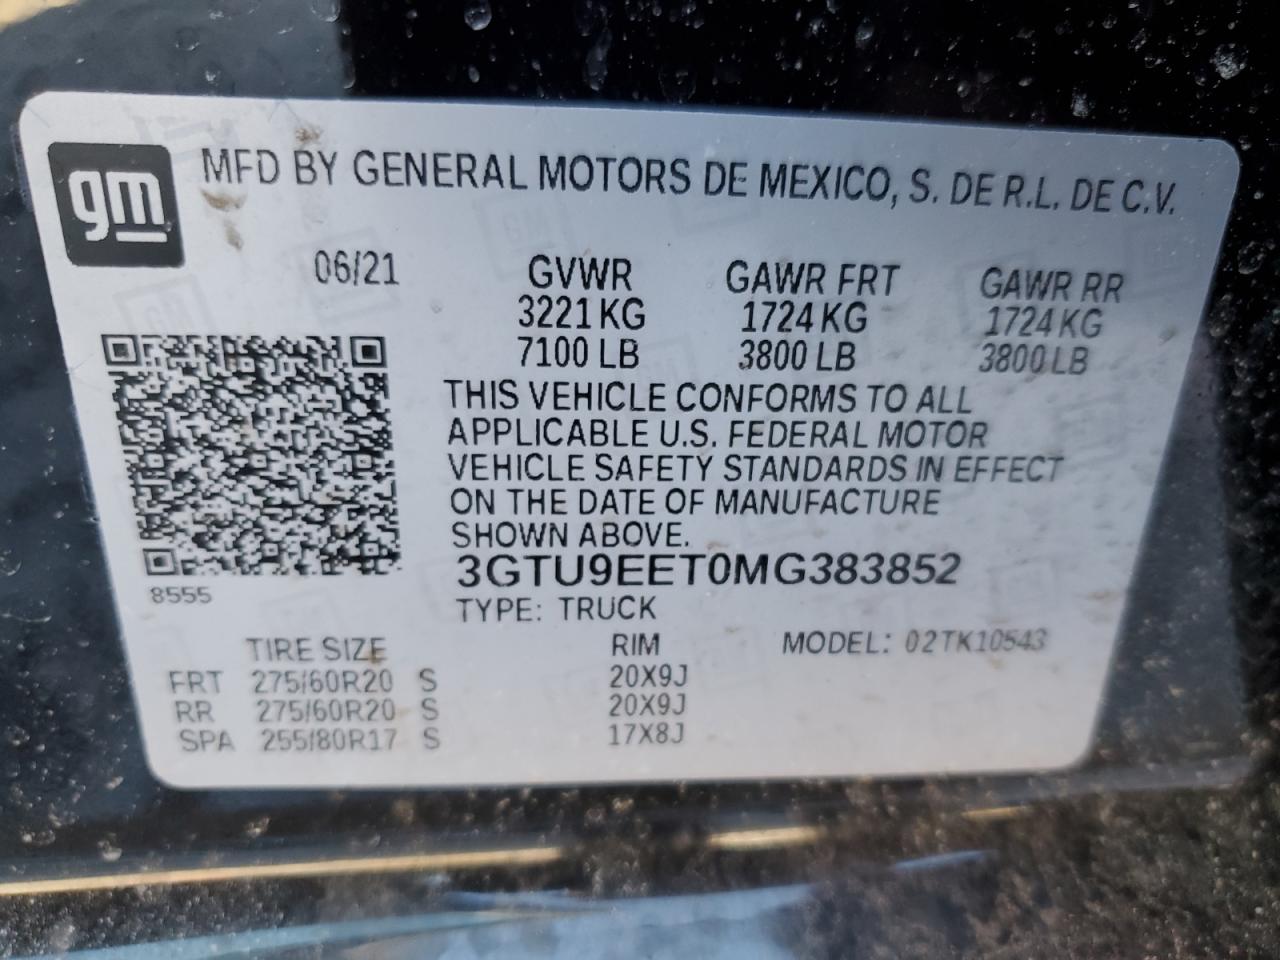 gm
MFD BY GENERAL MOTORS DE MEXICO, S. DE R.L. DE C.V.
06/21 GVWR GAWR FRT GAWR RR
3221 KG 1724 KG 1724 KG
7100 LB 3800 LB 3800 LB
THIS VEHICLE CONFORMS TO ALL
APPLICABLE U.S. FEDERAL MOTOR
VEHICLE SAFETY STANDARDS IN EFFECT
ON THE DATE OF MANUFACTURE
SHOWN ABOVE.
3GTU9EET0MG383852
8555
TYPE: TRUCK
TIRE SIZE RIM MODEL: 02TK10543
FRT 275/60R20 S 20X9J
RR 275/60R20 S 20X9J
SPA 255/80R17 S 17X8J